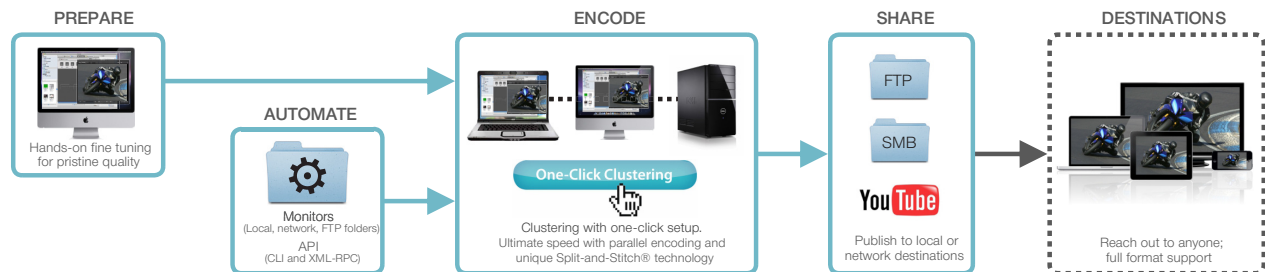 PREPARE
Hands-on fine tuning
for pristine quality
AUTOMATE
Monitors
(Local, network, FTP folders)
API
(CLI and XML-RPC)
ENCODE
One-Click Clustering
Clustering with one-click setup.
Ultimate speed with parallel encoding and
unique Split-and-Stitch® technology
SHARE
FTP
SMB
YouTube
Publish to local or
network destinations
DESTINATIONS
Reach out to anyone;
full format support